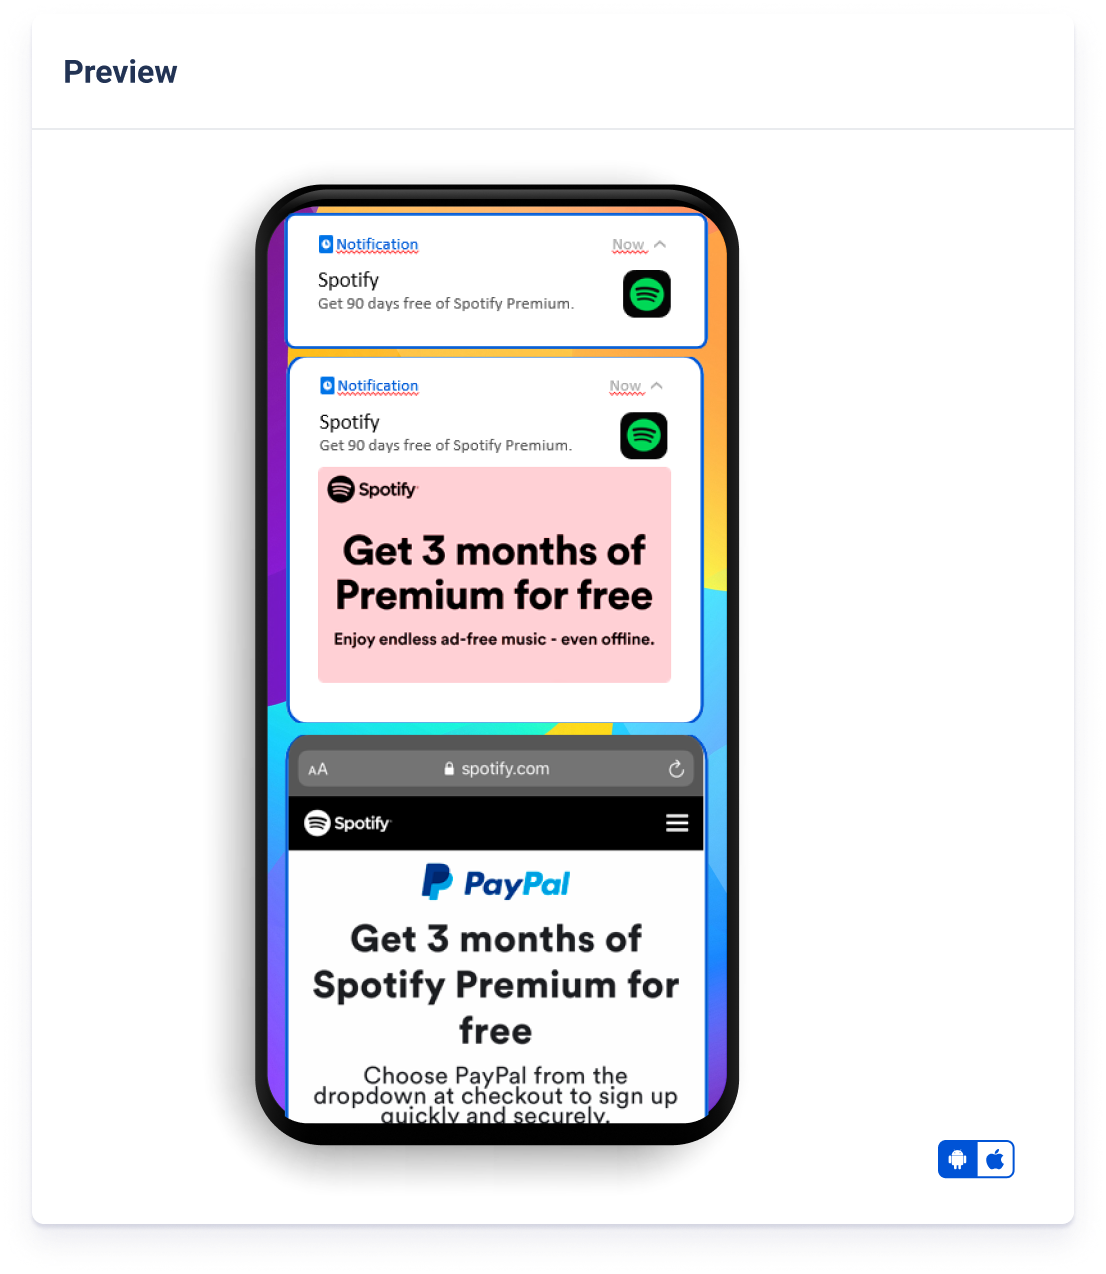 Preview
Notification
Now
Spotify
Get 90 days free of Spotify Premium.
Notification
Now
Spotify
Get 90 days free of Spotify Premium.
Spotify
Get 3 months of
Premium for free
Enjoy endless ad-free music - even offline.
AA
spotify.com
Spotify
PayPal
Get 3 months of
Spotify Premium for
free
Choose PayPal from the
dropdown at checkout to sign up
quickly and securely.